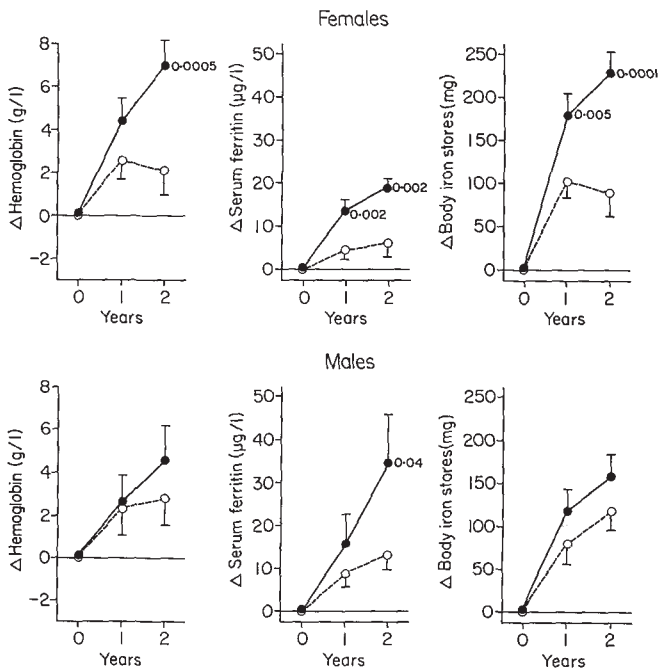 Females
Δ Hemoglobin (g/l)
8
6
4
2
0
−2
0·0005
0 1 2
Years
Δ Serum ferritin (µg/l)
50
40
30
20
10
0
0·002
0·002
0 1 2
Years
Δ Body iron stores (mg)
250
200
150
100
50
0
0·005
0·0001
0 1 2
Years
Males
Δ Hemoglobin (g/l)
8
6
4
2
0
−2
0 1 2
Years
Δ Serum ferritin (µg/l)
50
40
30
20
10
0
0·04
0 1 2
Years
Δ Body iron stores (mg)
250
200
150
100
50
0
0 1 2
Years